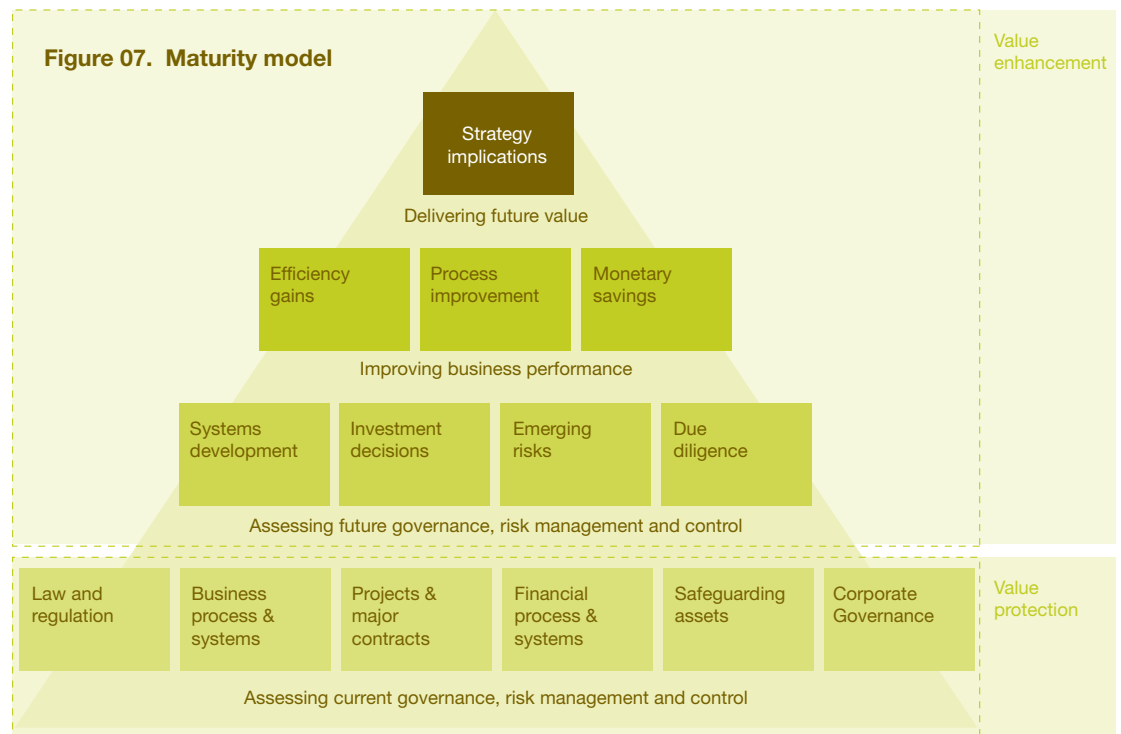 Figure 07. Maturity model
Value
enhancement
Strategy
implications
Delivering future value
Efficiency
gains
Process
improvement
Monetary
savings
Improving business performance
Systems
development
Investment
decisions
Emerging
risks
Due
diligence
Assessing future governance, risk management and control
Law and
regulation
Business
process &
systems
Projects &
major
contracts
Financial
process &
systems
Safeguarding
assets
Corporate
Governance
Value
protection
Assessing current governance, risk management and control